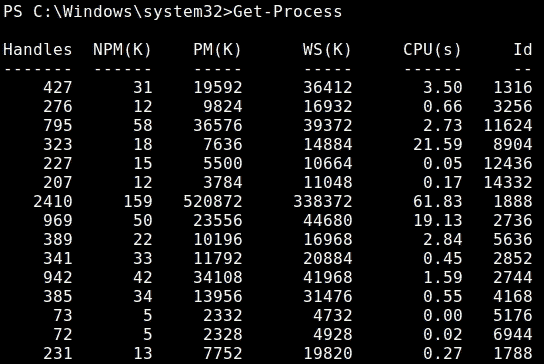 PS C:\Windows\system32>Get-Process
Handles NPM(K) PM(K) WS(K) CPU(s) Id
------- ------ ----- ----- ------ --
427 31 19592 36412 3.50 1316
276 12 9824 16932 0.66 3256
795 58 36576 39372 2.73 11624
323 18 7636 14884 21.59 8904
227 15 5500 10664 0.05 12436
207 12 3784 11048 0.17 14332
2410 159 520872 338372 61.83 1888
969 50 23556 44680 19.13 2736
389 22 10196 16968 2.84 5636
341 33 11792 20884 0.45 2852
942 42 34108 41968 1.59 2744
385 34 13956 31476 0.55 4168
73 5 2332 4732 0.00 5176
72 5 2328 4928 0.02 6944
231 13 7752 19820 0.27 1788